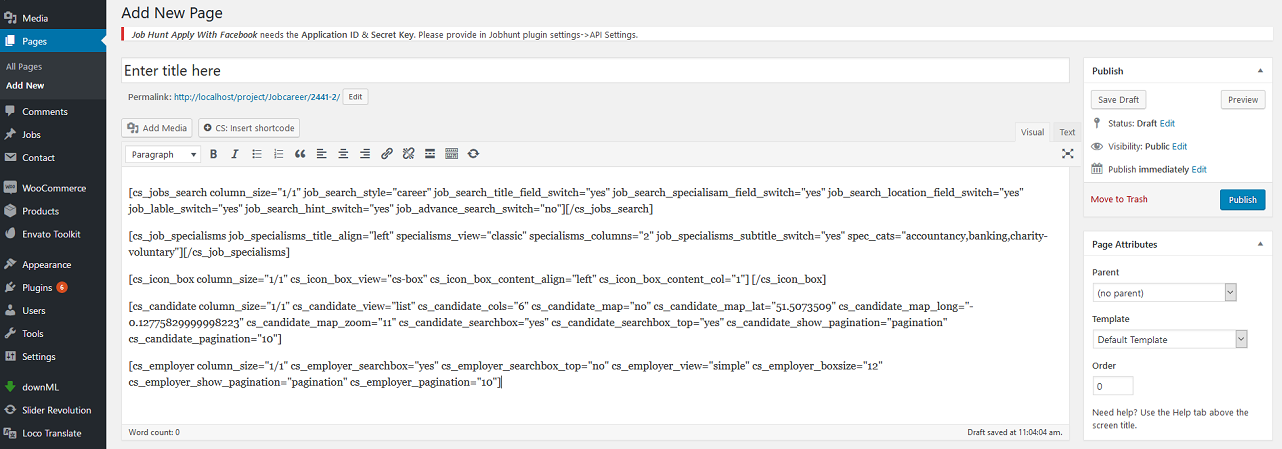 Media
Pages
All Pages
Add New
Comments
Jobs
Contact
WooCommerce
Products
Envato Toolkit
Appearance
Plugins 6
Users
Tools
Settings
downML
Slider Revolution
Loco Translate
Add New Page
Job Hunt Apply With Facebook needs the Application ID & Secret Key. Please provide in Jobhunt plugin settings->API Settings.
Enter title here
Permalink: http://localhost/project/Jobcareer/2441-2/ Edit
Add Media CS: Insert shortcode
Visual Text
Paragraph B I
[cs_jobs_search column_size="1/1" job_search_style="career" job_search_title_field_switch="yes" job_search_specialisam_field_switch="yes" job_search_location_field_switch="yes"
job_lable_switch="yes" job_search_hint_switch="yes" job_advance_search_switch="no"][/cs_jobs_search]
[cs_job_specialisms job_specialisms_title_align="left" specialisms_view="classic" specialisms_columns="2" job_specialisms_subtitle_switch="yes" spec_cats="accountancy,banking,charity-
voluntary"][/cs_job_specialisms]
[cs_icon_box column_size="1/1" cs_icon_box_view="cs-box" cs_icon_box_content_align="left" cs_icon_box_content_col="1"] [/cs_icon_box]
[cs_candidate column_size="1/1" cs_candidate_view="list" cs_candidate_cols="6" cs_candidate_map="no" cs_candidate_map_lat="51.5073509" cs_candidate_map_long="-
0.12775829999998223" cs_candidate_map_zoom="11" cs_candidate_searchbox="yes" cs_candidate_searchbox_top="yes" cs_candidate_show_pagination="pagination"
cs_candidate_pagination="10"]
[cs_employer column_size="1/1" cs_employer_searchbox="yes" cs_employer_searchbox_top="no" cs_employer_view="simple" cs_employer_boxsize="12"
cs_employer_show_pagination="pagination" cs_employer_pagination="10"]
Word count: 0
Draft saved at 11:04:04 am.
Publish
Save Draft Preview
Status: Draft Edit
Visibility: Public Edit
Publish immediately Edit
Move to Trash Publish
Page Attributes
Parent
(no parent)
Template
Default Template
Order
0
Need help? Use the Help tab above the
screen title.